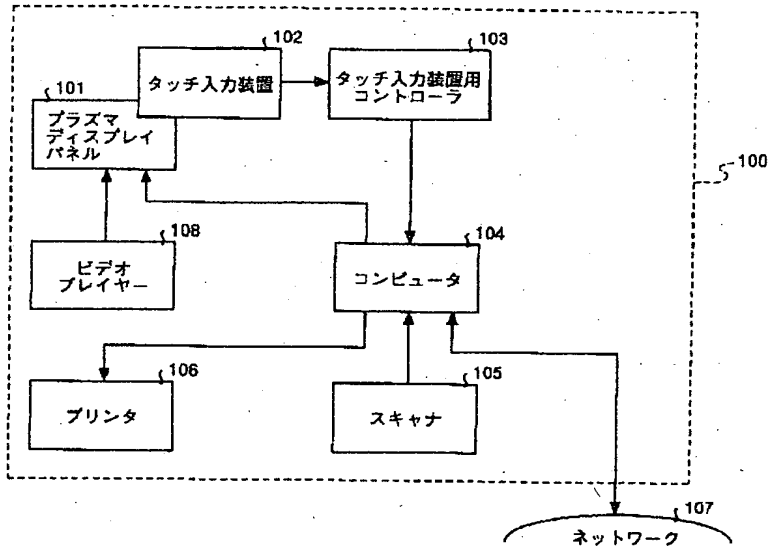 102
103
タッチ入力装置
タッチ入力装置用
コントローラ
101
プラズマ
ディスプレイ
パネル
100
108
104
ビデオ
プレイヤー
コンピュータ
106
105
プリンタ
スキャナ
107
ネットワーク